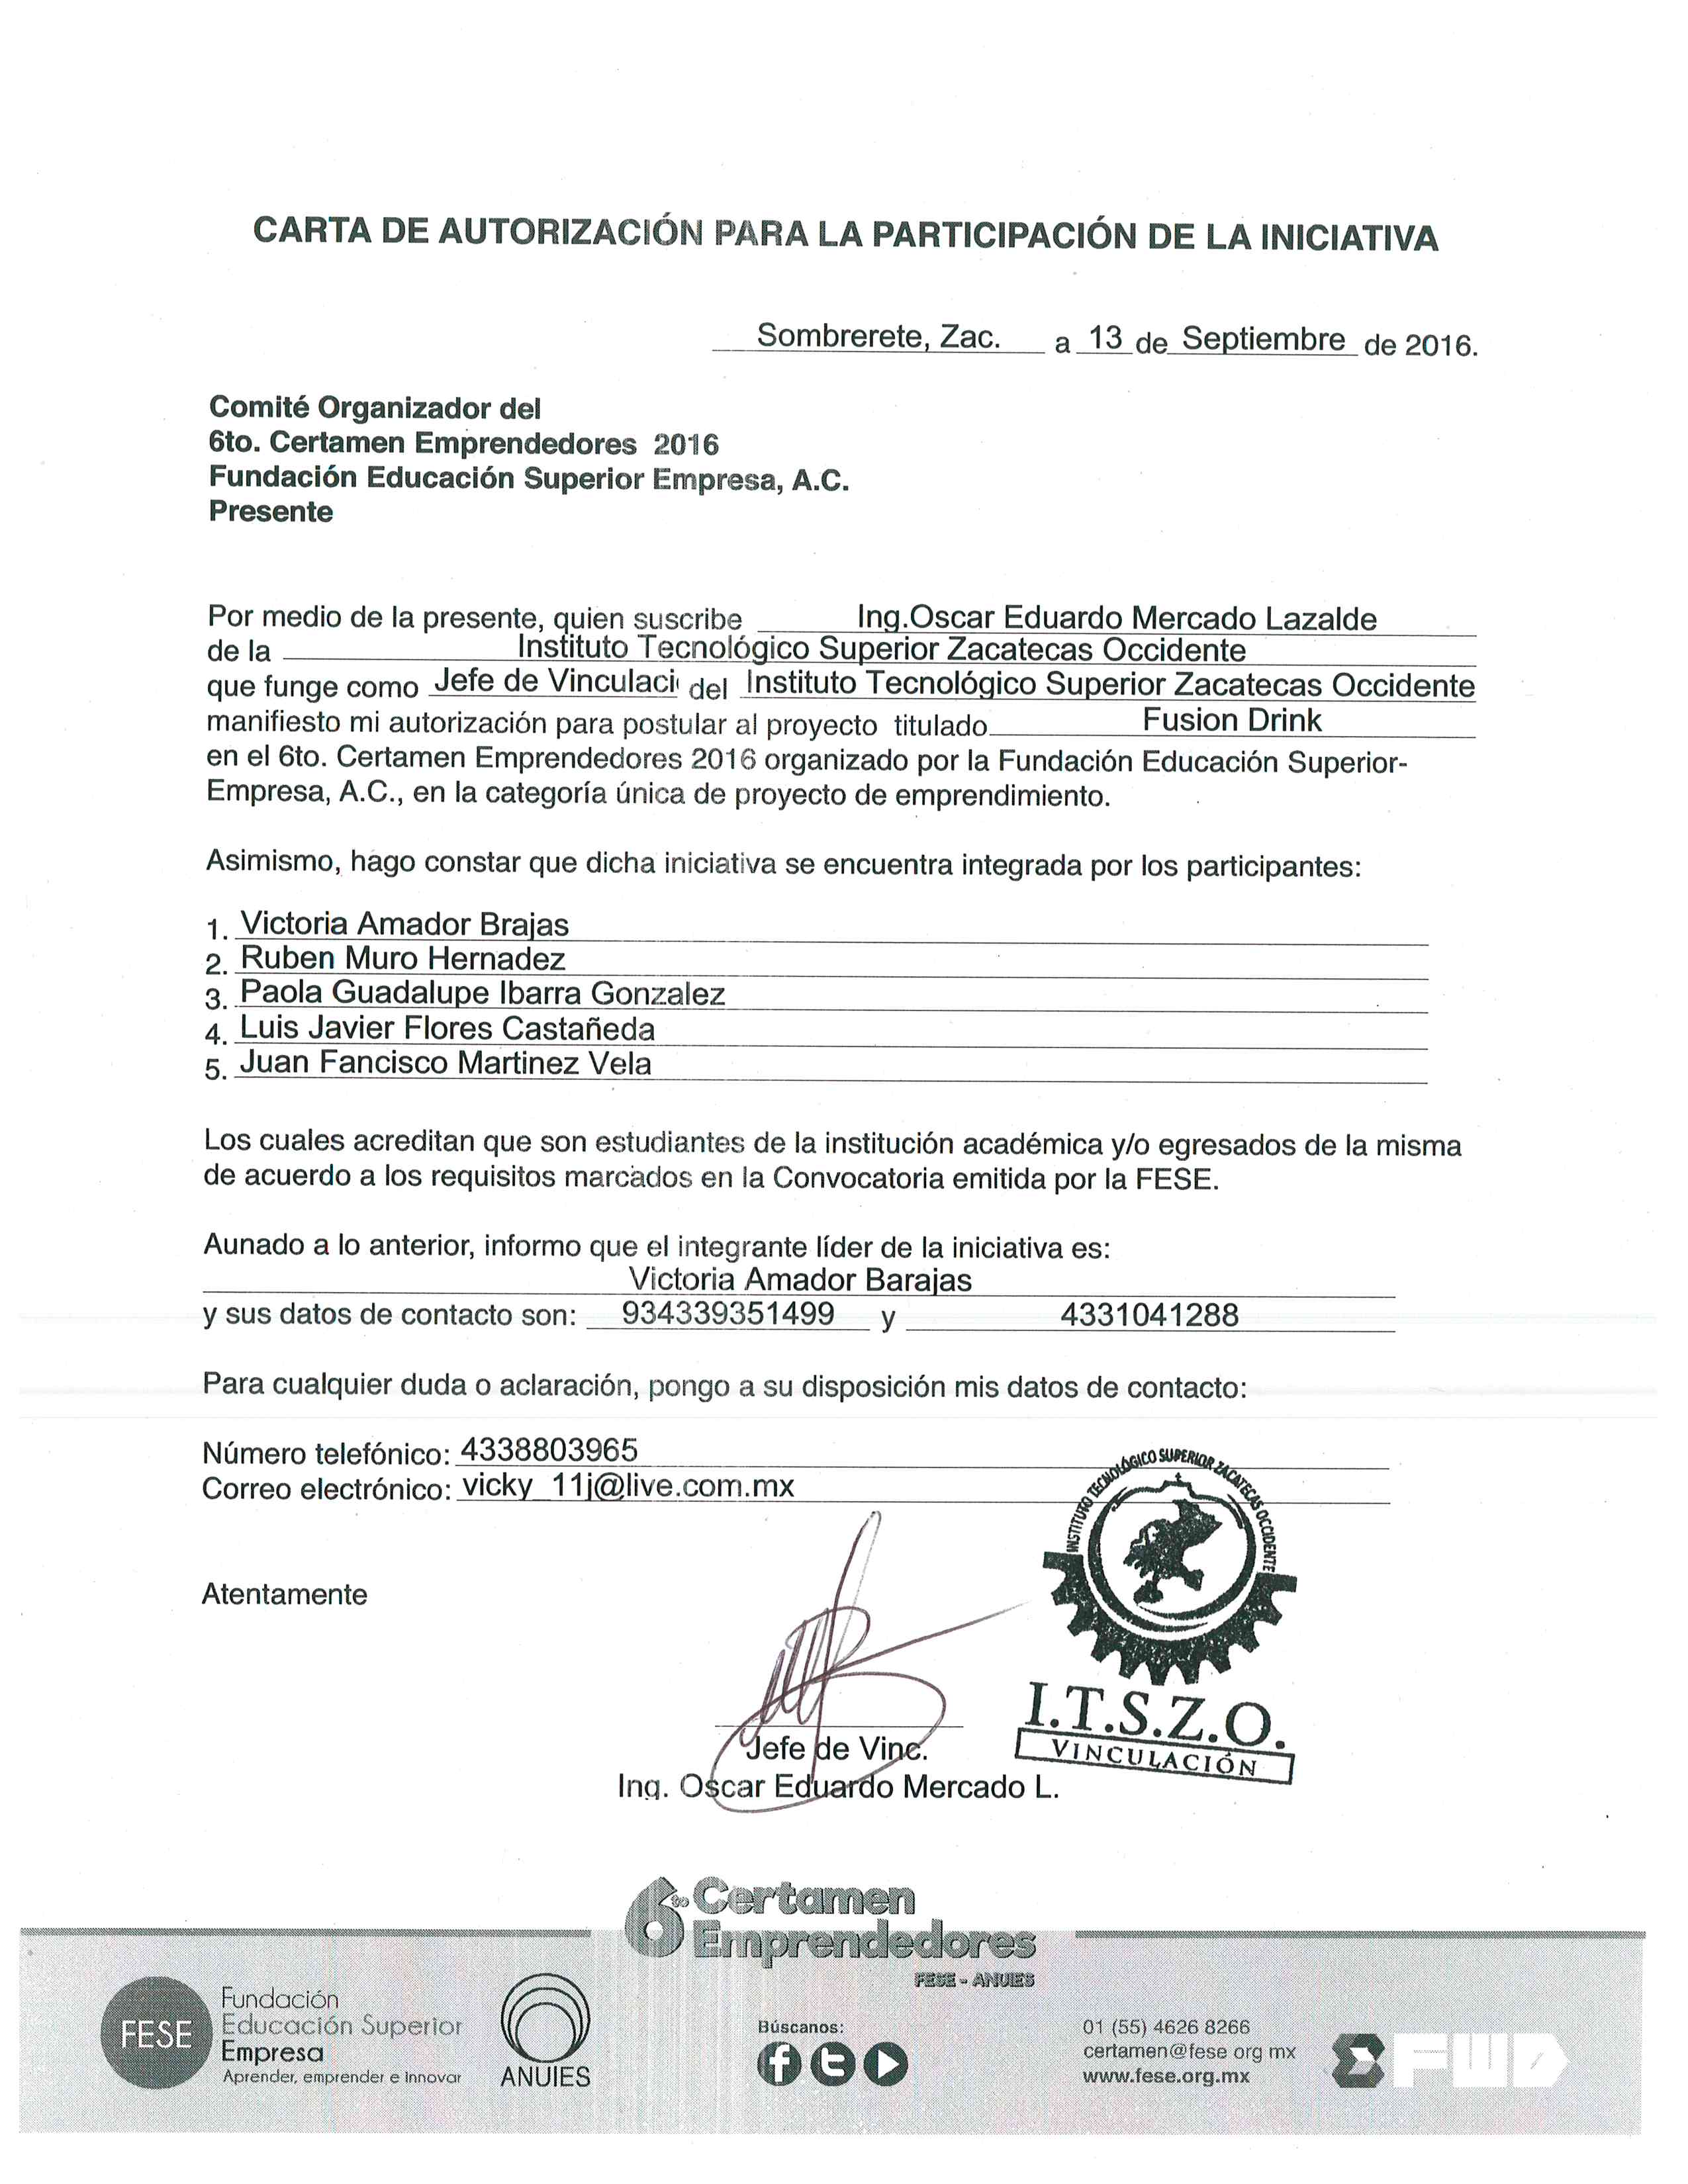 CARTA DE AUTORIZACIÓN PARA LA PARTICIPACIÓN DE LA INICIATIVA
Sombrerete, Zac. a 13 de Septiembre de 2016.
Comité Organizador del
6to. Certamen Emprendedores 2016
Fundación Educación Superior Empresa, A.C.
Presente
Por medio de la presente, quien suscribe Ing.Oscar Eduardo Mercado Lazalde
de la Instituto Tecnológico Superior Zacatecas Occidente
que funge como Jefe de Vinculaci del Instituto Tecnológico Superior Zacatecas Occidente
manifiesto mi autorización para postular al proyecto titulado Fusion Drink
en el 6to. Certamen Emprendedores 2016 organizado por la Fundación Educación Superior-
Empresa, A.C., en la categoría única de proyecto de emprendimiento.
Asimismo, hago constar que dicha iniciativa se encuentra integrada por los participantes:
1. Victoria Amador Brajas
2. Ruben Muro Hernadez
3. Paola Guadalupe Ibarra Gonzalez
4. Luis Javier Flores Castañeda
5. Juan Fancisco Martinez Vela
Los cuales acreditan que son estudiantes de la institución académica y/o egresados de la misma
de acuerdo a los requisitos marcados en la Convocatoria emitida por la FESE.
Aunado a lo anterior, informo que el integrante líder de la iniciativa es:
Victoria Amador Barajas
y sus datos de contacto son: 934339351499 y 4331041288
Para cualquier duda o aclaración, pongo a su disposición mis datos de contacto:
Número telefónico: 4338803965
Correo electrónico: vicky_11j@live.com.mx
INSTITUTO TECNOLÓGICO SUPERIOR ZACATECAS OCCIDENTE
Atentamente
I.T.S.Z.O.
VINCULACIÓN
Jefe de Vinc.
Ing. Oscar Eduardo Mercado L.
6to Certamen
Emprendedores
FESE - ANUIES
FESE
Fundación
Educación Superior
Empresa
Aprender, emprender e innovar
ANUIES
Búscanos:
01 (55) 4626 8266
certamen@fese org mx
www.fese.org.mx
FWD